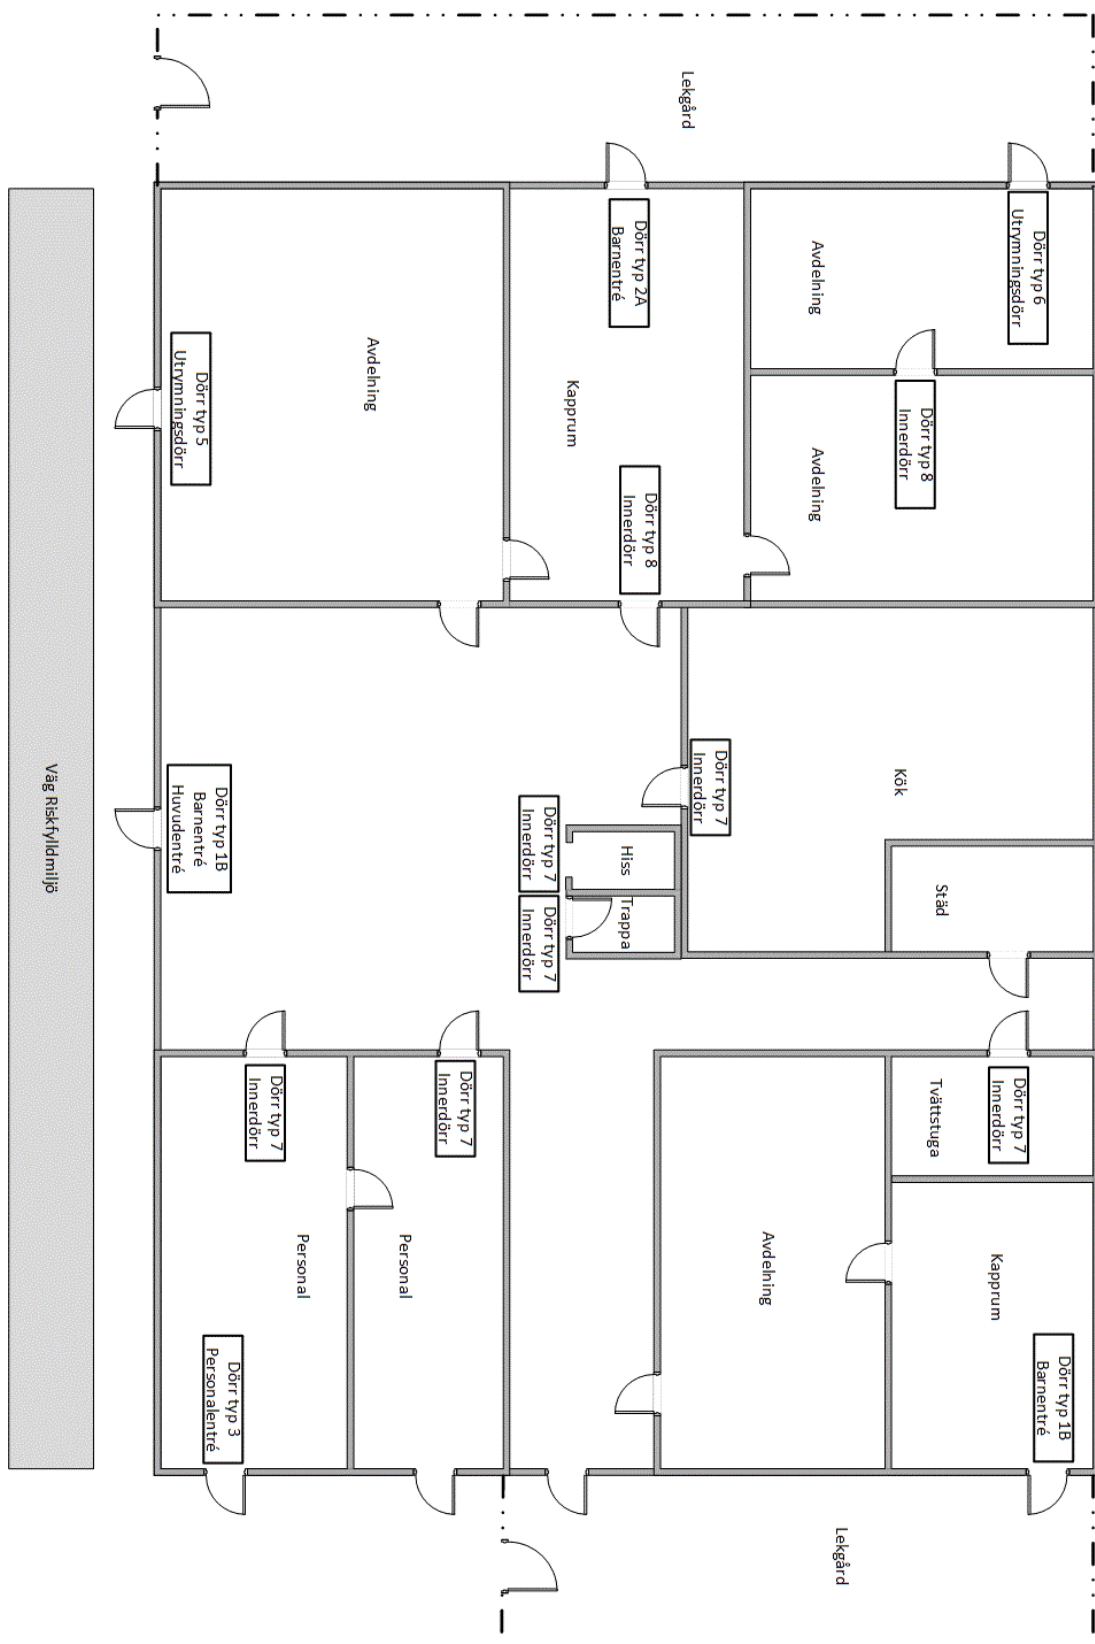 Lekgård
Dörr typ 6
Utrymningsdörr
Avdelning
Dörr typ 2A
Barnentré
Avdelning
Dörr typ 5
Utrymningsdörr
Kapprum
Dörr typ 8
Innerdörr
Avdelning
Dörr typ 8
Innerdörr
Väg Riskfylldmiljö
Dörr typ 1B
Barnentré
Huvudentré
Dörr typ 7
Innerdörr
Kök
Dörr typ 7
Innerdörr
Hiss
Dörr typ 7
Innerdörr
Trappa
Städ
Dörr typ 7
Innerdörr
Dörr typ 7
Innerdörr
Dörr typ 7
Innerdörr
Tvättstuga
Personal
Personal
Avdelning
Kapprum
Dörr typ 3
Personalentré
Dörr typ 1B
Barnentré
Lekgård